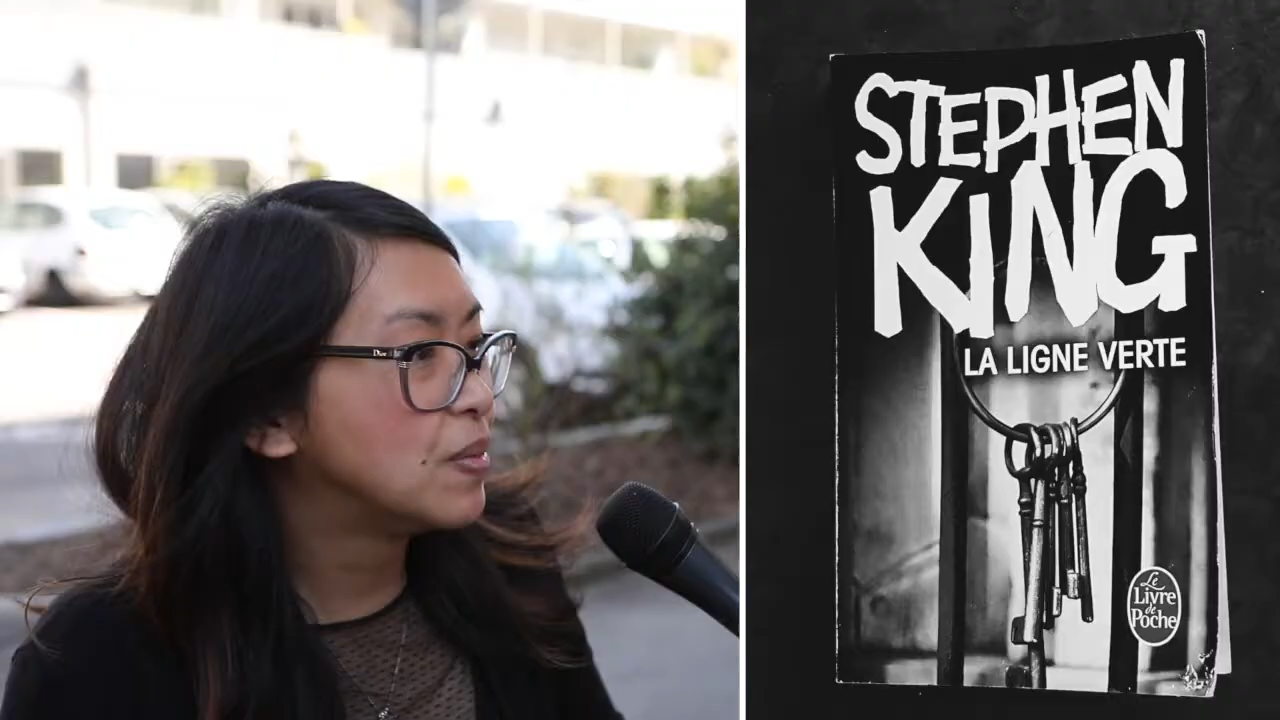 Dior
STEPHEN
KING
LA LIGNE VERTE
Le
Livre
de
Poche